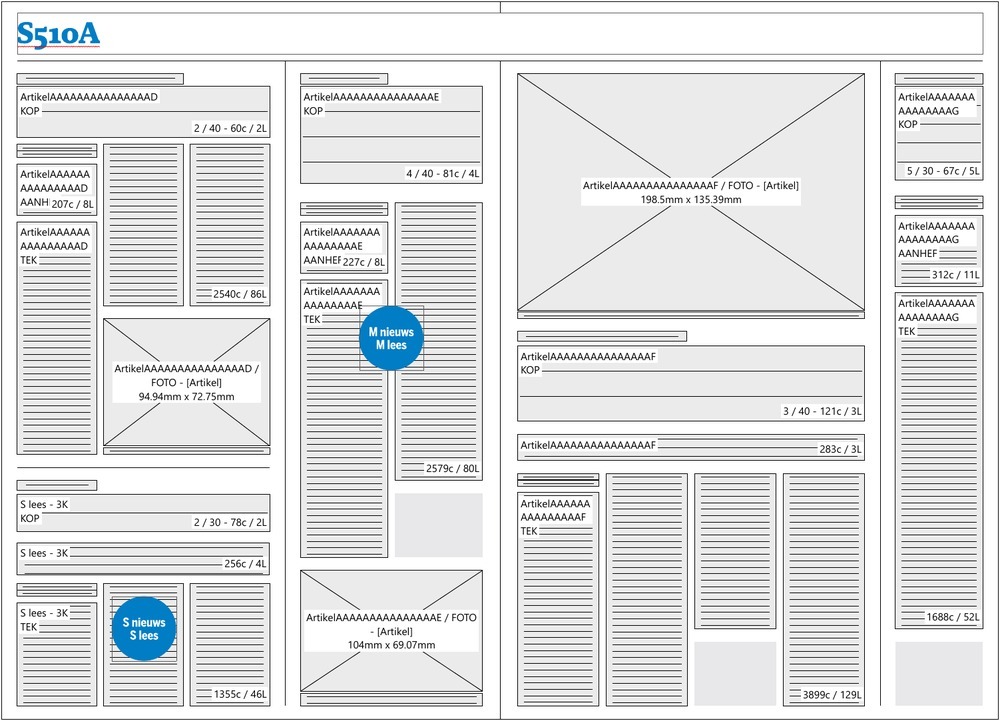 S510A
ArtikelAAAAAAAAAAAAAAAD
KOP
2 / 40 - 60c / 2L
ArtikelAAAAAA
AAAAAAAAAD
AANH
207c / 8L
ArtikelAAAAAA
AAAAAAAAAD
TEK
2540c / 86L
ArtikelAAAAAAAAAAAAAAAD /
FOTO - [Artikel]
94.94mm x 72.75mm
S lees - 3K
KOP
2 / 30 - 78c / 2L
S lees - 3K
256c / 4L
S lees - 3K
TEK
S nieuws
S lees
1355c / 46L
ArtikelAAAAAAAAAAAAAAAE
KOP
4 / 40 - 81c / 4L
ArtikelAAAAAAA
AAAAAAAAE
AANHEF
227c / 8L
ArtikelAAAAAAA
AAAAAAAAE
TEK
M nieuws
M lees
2579c / 80L
ArtikelAAAAAAAAAAAAAAAE / FOTO
- [Artikel]
104mm x 69.07mm
ArtikelAAAAAAAAAAAAAAAF / FOTO - [Artikel]
198.5mm x 135.39mm
ArtikelAAAAAAAAAAAAAAAF
KOP
3 / 40 - 121c / 3L
ArtikelAAAAAAAAAAAAAAAF
283c / 3L
ArtikelAAAAAA
AAAAAAAAAF
TEK
3899c / 129L
ArtikelAAAAAAA
AAAAAAAAG
KOP
5 / 30 - 67c / 5L
ArtikelAAAAAAA
AAAAAAAAG
AANHEF
312c / 11L
ArtikelAAAAAAA
AAAAAAAAG
TEK
1688c / 52L